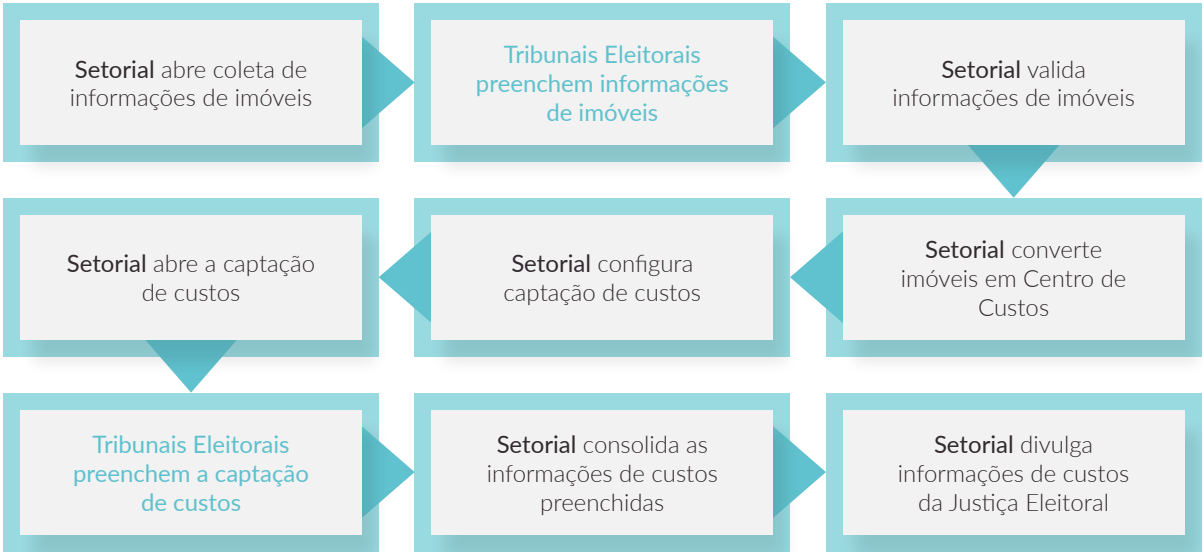 Setorial abre coleta de
informações de imóveis
Tribunais Eleitorais
preenchem informações
de imóveis
Setorial valida
informações de imóveis
Setorial converte
imóveis em Centro de
Custos
Setorial configura
captação de custos
Setorial abre a captação
de custos
Tribunais Eleitorais
preenchem a captação
de custos
Setorial consolida as
informações de custos
preenchidas
Setorial divulga
informações de custos
da Justiça Eleitoral